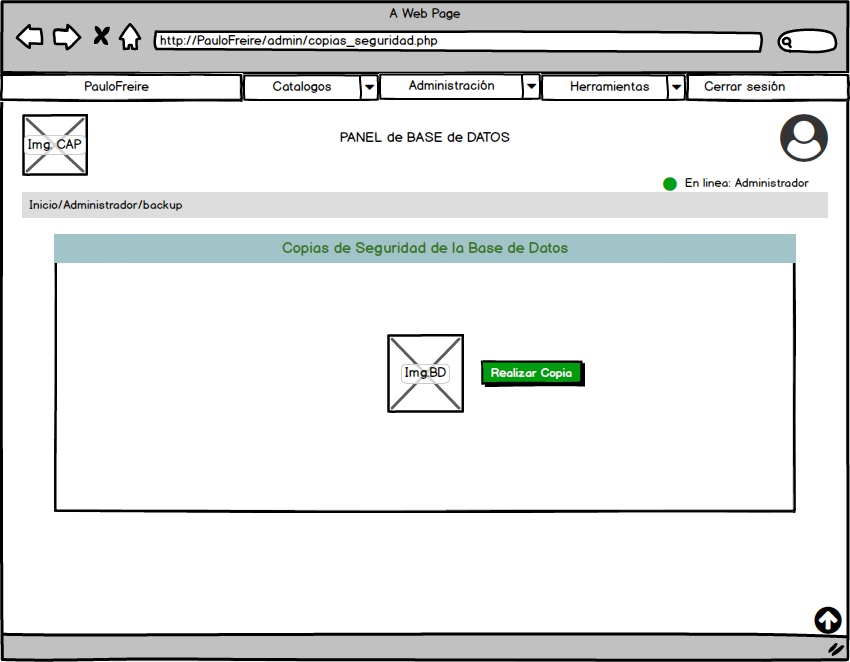 A Web Page
http://PauloFreire/admin/copias_seguridad.php
PauloFreire
Catalogos
Administración
Herramientas
Cerrar sesión
Img. CAP
PANEL de BASE de DATOS
En linea: Administrador
Inicio/Administrador/backup
Copias de Seguridad de la Base de Datos
Img.BD
Realizar Copia